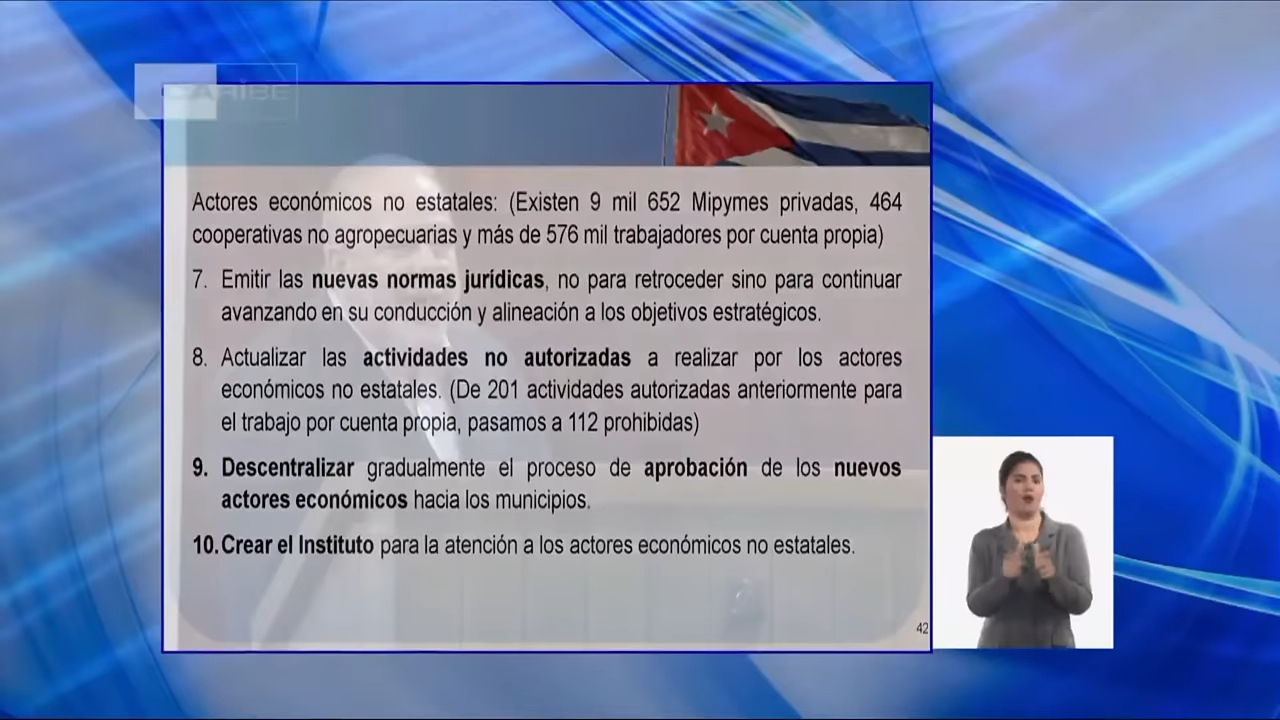 CARIBE
Actores económicos no estatales: (Existen 9 mil 652 Mipymes privadas, 464
cooperativas no agropecuarias y más de 576 mil trabajadores por cuenta propia)
7. Emitir las nuevas normas jurídicas, no para retroceder sino para continuar
avanzando en su conducción y alineación a los objetivos estratégicos.
8. Actualizar las actividades no autorizadas a realizar por los actores
económicos no estatales. (De 201 actividades autorizadas anteriormente para
el trabajo por cuenta propia, pasamos a 112 prohibidas)
9. Descentralizar gradualmente el proceso de aprobación de los nuevos
actores económicos hacia los municipios.
10. Crear el Instituto para la atención a los actores económicos no estatales.
42